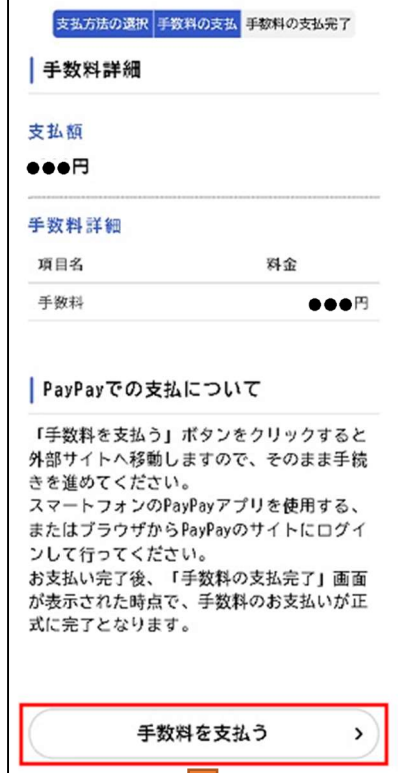 支払方法の選択 手数料の支払 手数料の支払完了
手数料詳細
支払額
●●●円
手数料詳細
項目名 料金
手数料 ●●●円
PayPayでの支払について
「手数料を支払う」ボタンをクリックすると
外部サイトへ移動しますので、そのまま手続
きを進めてください。
スマートフォンのPayPayアプリを使用する、
またはブラウザからPayPayのサイトにログイ
ンして行ってください。
お支払い完了後、「手数料の支払完了」画面
が表示された時点で、手数料のお支払いが正
式に完了となります。
手数料を支払う